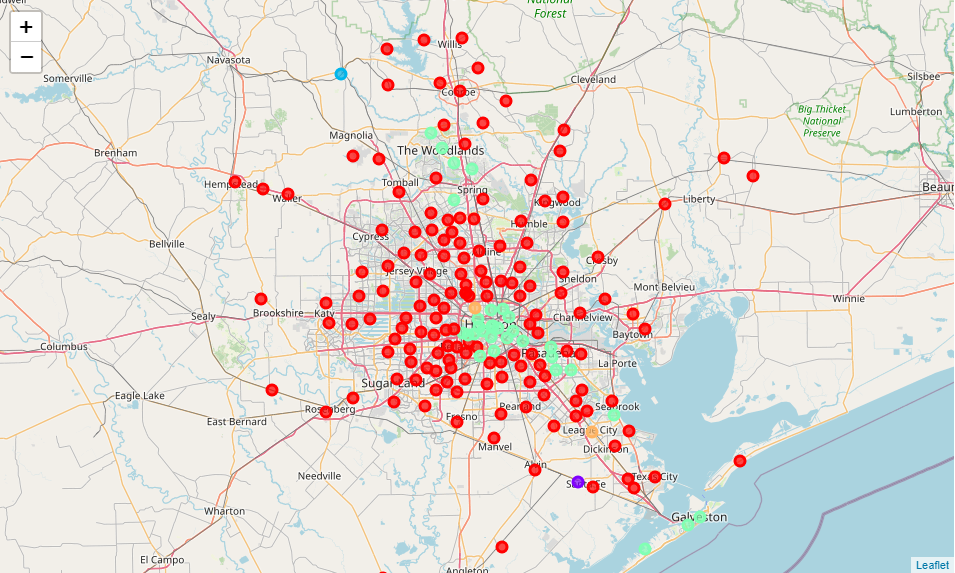 National
Forest
+
−
Willis
Navasota
Somerville
Cleveland
Silsbee
Conroe
Lumberton
Big Thicket
National
Preserve
Magnolia
Brenham
The Woodlands
Tomball
Spring
Hempstead
Waller
Kingwood
Liberty
Humble
Cypress
Bellville
Crosby
Jersey Village
Sheldon
Mont Belvieu
Winnie
Sealy
Brookshire
Katy
Channelview
Houston
Baytown
Columbus
Pasadena
La Porte
Sugar Land
Eagle Lake
Rosenberg
East Bernard
Fresno
Pearland
Seabrook
League City
Manvel
Dickinson
Alvin
Needville
Santa Fe
Texas City
Wharton
Galveston
El Campo
Angleton
Leaflet